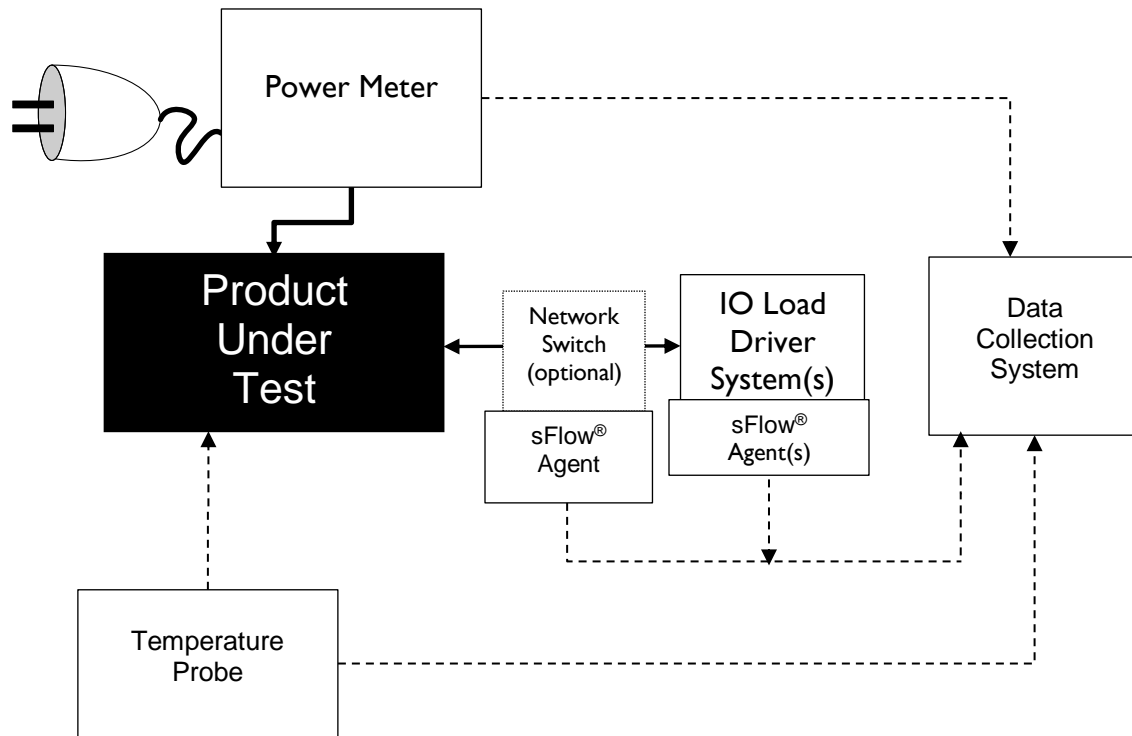 Power Meter
Product
Under
Test
Network
Switch
(optional)
sFlow®
Agent
IO Load
Driver
System(s)
sFlow®
Agent(s)
Data
Collection
System
Temperature
Probe